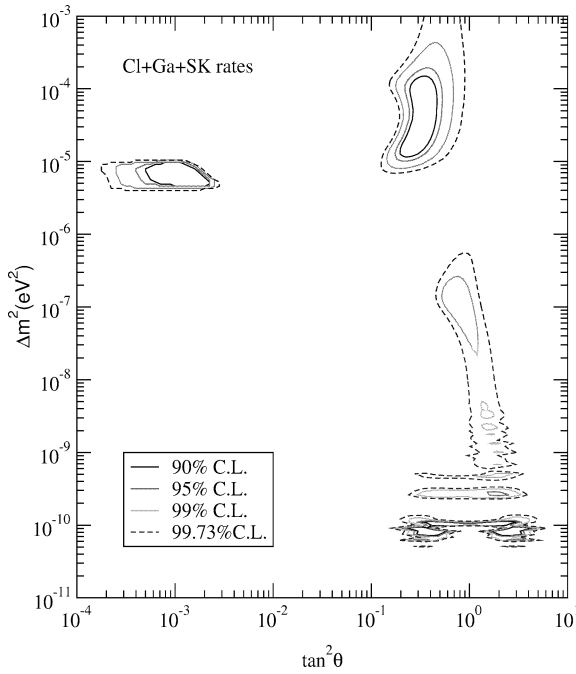 10⁻³
Cl+Ga+SK rates
10⁻⁴
10⁻⁵
10⁻⁶
Δm²(eV²)
10⁻⁷
10⁻⁸
10⁻⁹
90% C.L.
95% C.L.
99% C.L.
99.73%C.L.
10⁻¹⁰
10⁻¹¹
10⁻⁴ 10⁻³ 10⁻² 10⁻¹ 10⁰ 10¹
tan²θ